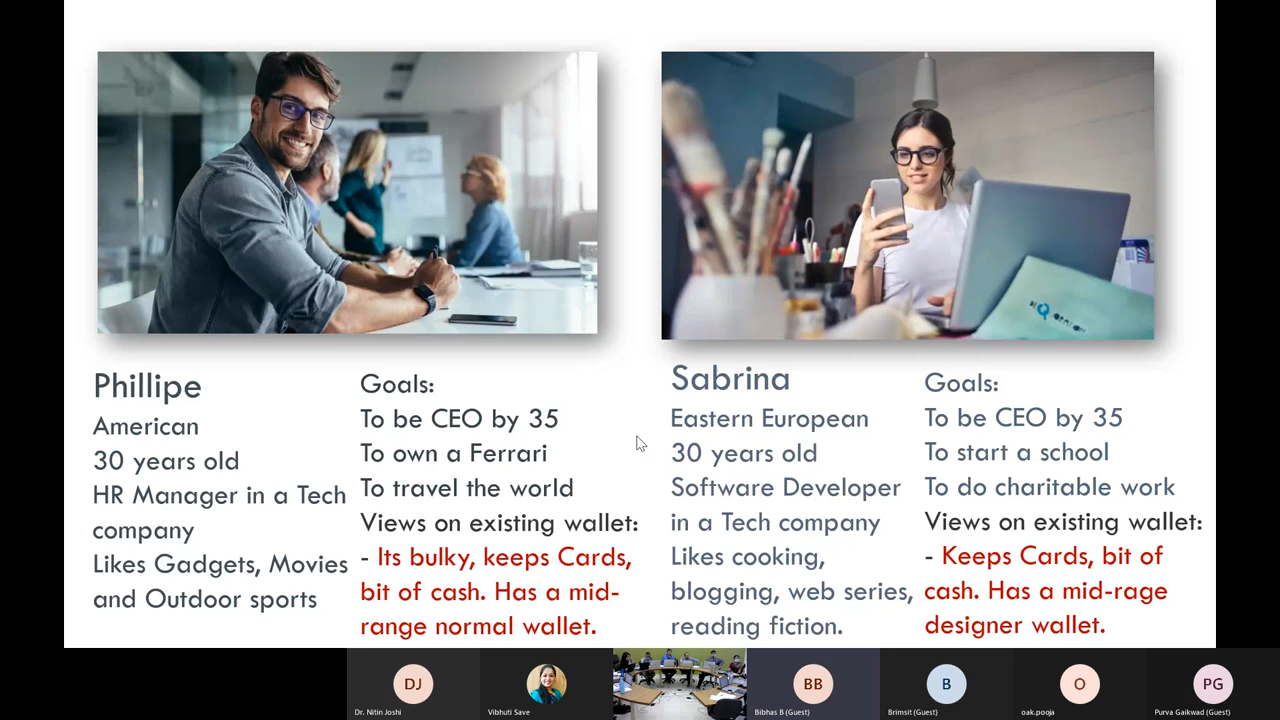 Phillipe
American
30 years old
HR Manager in a Tech
company
Likes Gadgets, Movies
and Outdoor sports
Goals:
To be CEO by 35
To own a Ferrari
To travel the world
Views on existing wallet:
- Its bulky, keeps Cards,
bit of cash. Has a mid-
range normal wallet.
Sabrina
Eastern European
30 years old
Software Developer
in a Tech company
Likes cooking,
blogging, web series,
reading fiction.
Goals:
To be CEO by 35
To start a school
To do charitable work
Views on existing wallet:
- Keeps Cards, bit of
cash. Has a mid-rage
designer wallet.
DJ
Dr. Nitin Joshi
Vibhuti Save
BB
Bibhas B (Guest)
B
Brimsit (Guest)
O
oak.pooja
PG
Purva Gaikwad (Guest)